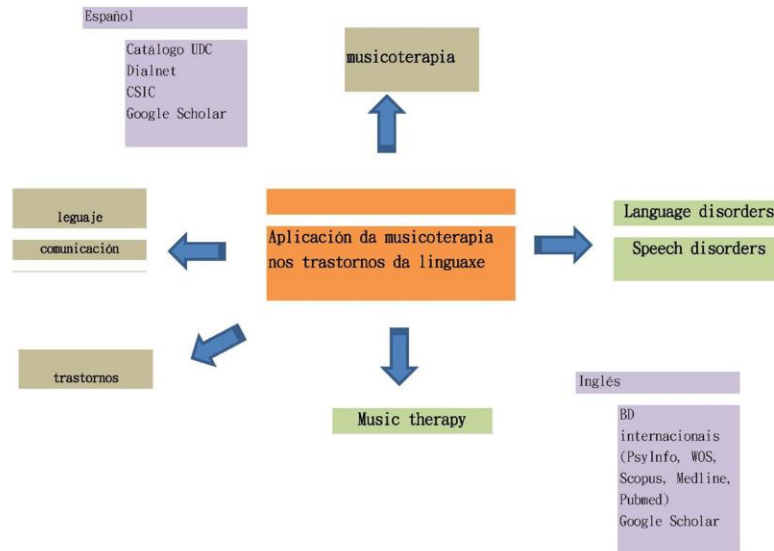 Español
Catálogo UDC
Dialnet
CSIC
Google Scholar
musicoterapia
leguaje
comunicación
Aplicación da musicoterapia
nos trastornos da linguaxe
Language disorders
Speech disorders
trastornos
Music therapy
Inglés
BD
internacionais
(PsyInfo, WOS,
Scopus, Medline,
Pubmed)
Google Scholar